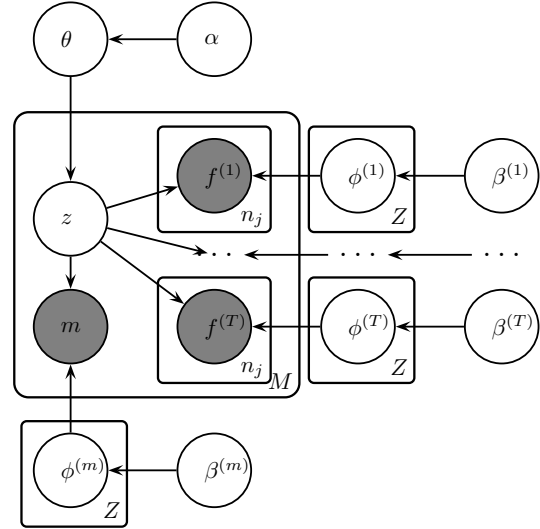 θ α
f^{(1)} φ^{(1)} β^{(1)}
n_j Z
z
· · · · · · · · ·
m f^{(T)} φ^{(T)} β^{(T)}
n_j M Z
φ^{(m)} β^{(m)}
Z